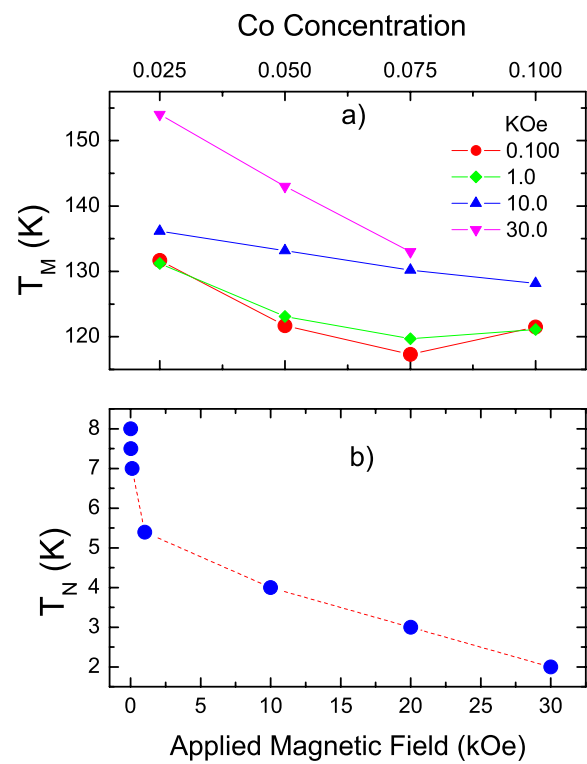 Co Concentration
0.025 0.050 0.075 0.100
a)
KOe
0.100
1.0
10.0
30.0
150
140
130
120
T_M (K)
b)
8
7
6
5
4
3
2
T_N (K)
0 5 10 15 20 25 30
Applied Magnetic Field (kOe)